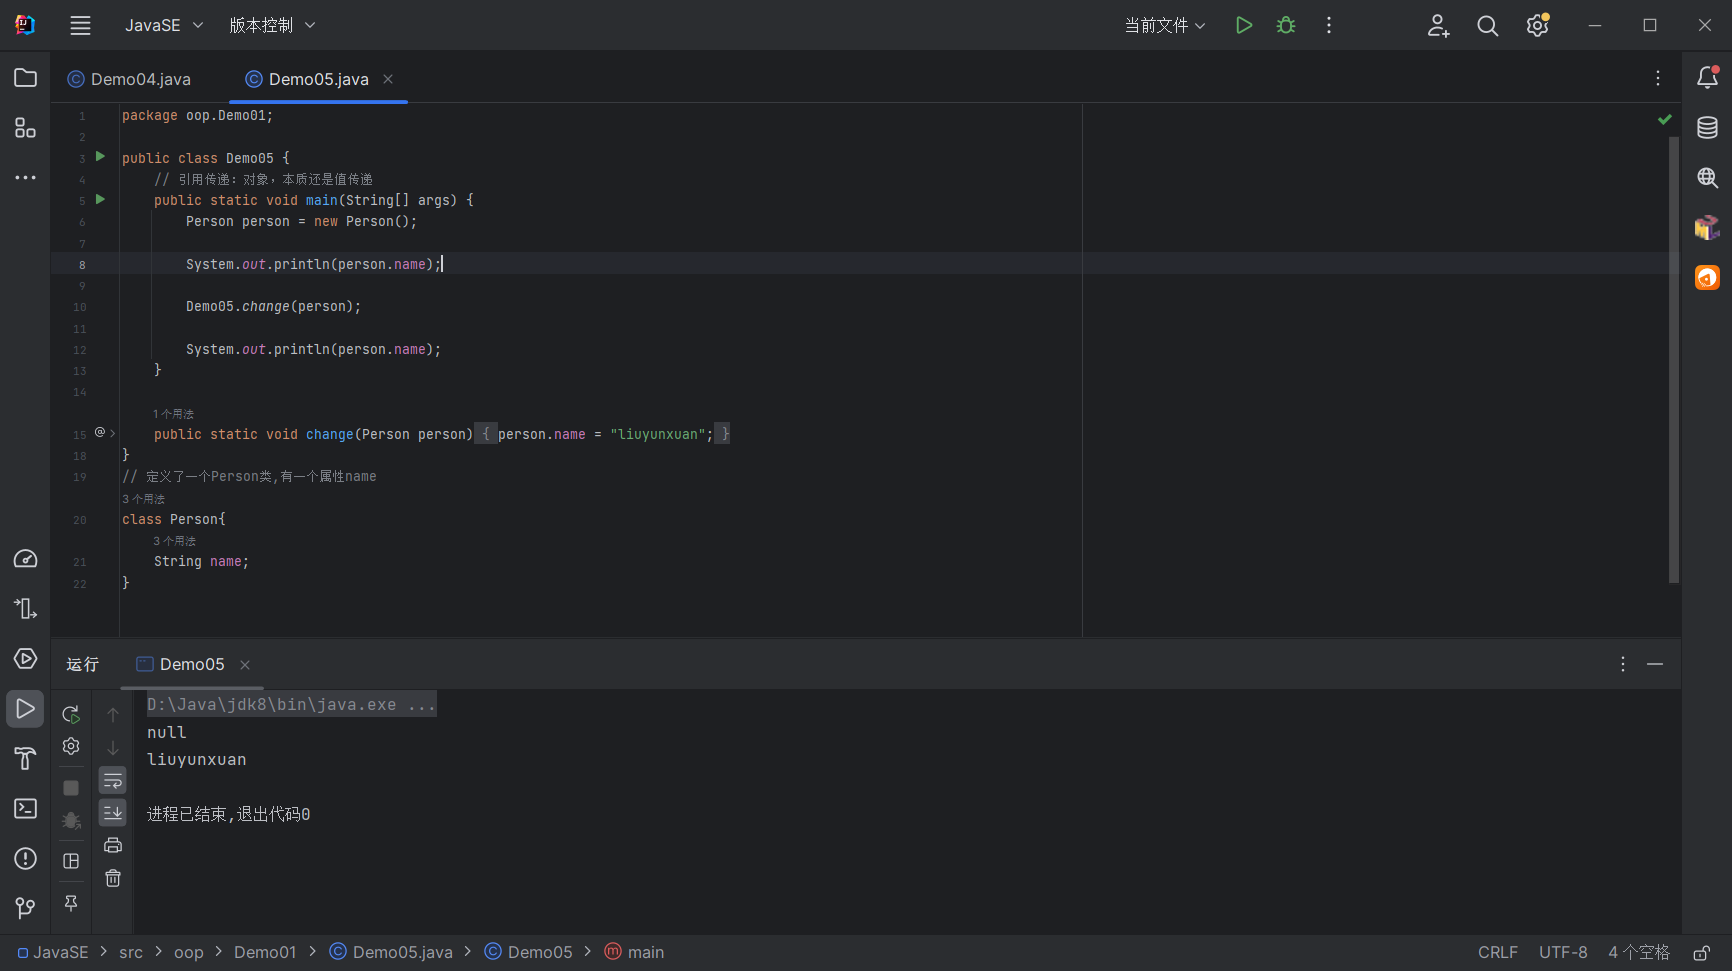 JavaSE 版本控制 当前文件
Demo04.java Demo05.java
1 package oop.Demo01;
2
3 public class Demo05 {
4 // 引用传递：对象，本质还是值传递
5 public static void main(String[] args) {
6 Person person = new Person();
7
8 System.out.println(person.name);
9
10 Demo05.change(person);
11
12 System.out.println(person.name);
13 }
14
1 个用法
15 @ public static void change(Person person) { person.name = "liuyunxuan"; }
18 }
19 // 定义了一个Person类,有一个属性name
3 个用法
20 class Person{
3 个用法
21 String name;
22 }
运行 Demo05
D:\Java\jdk8\bin\java.exe ...
null
liuyunxuan
进程已结束,退出代码0
JavaSE > src > oop > Demo01 > Demo05.java > Demo05 > main CRLF UTF-8 4 个空格